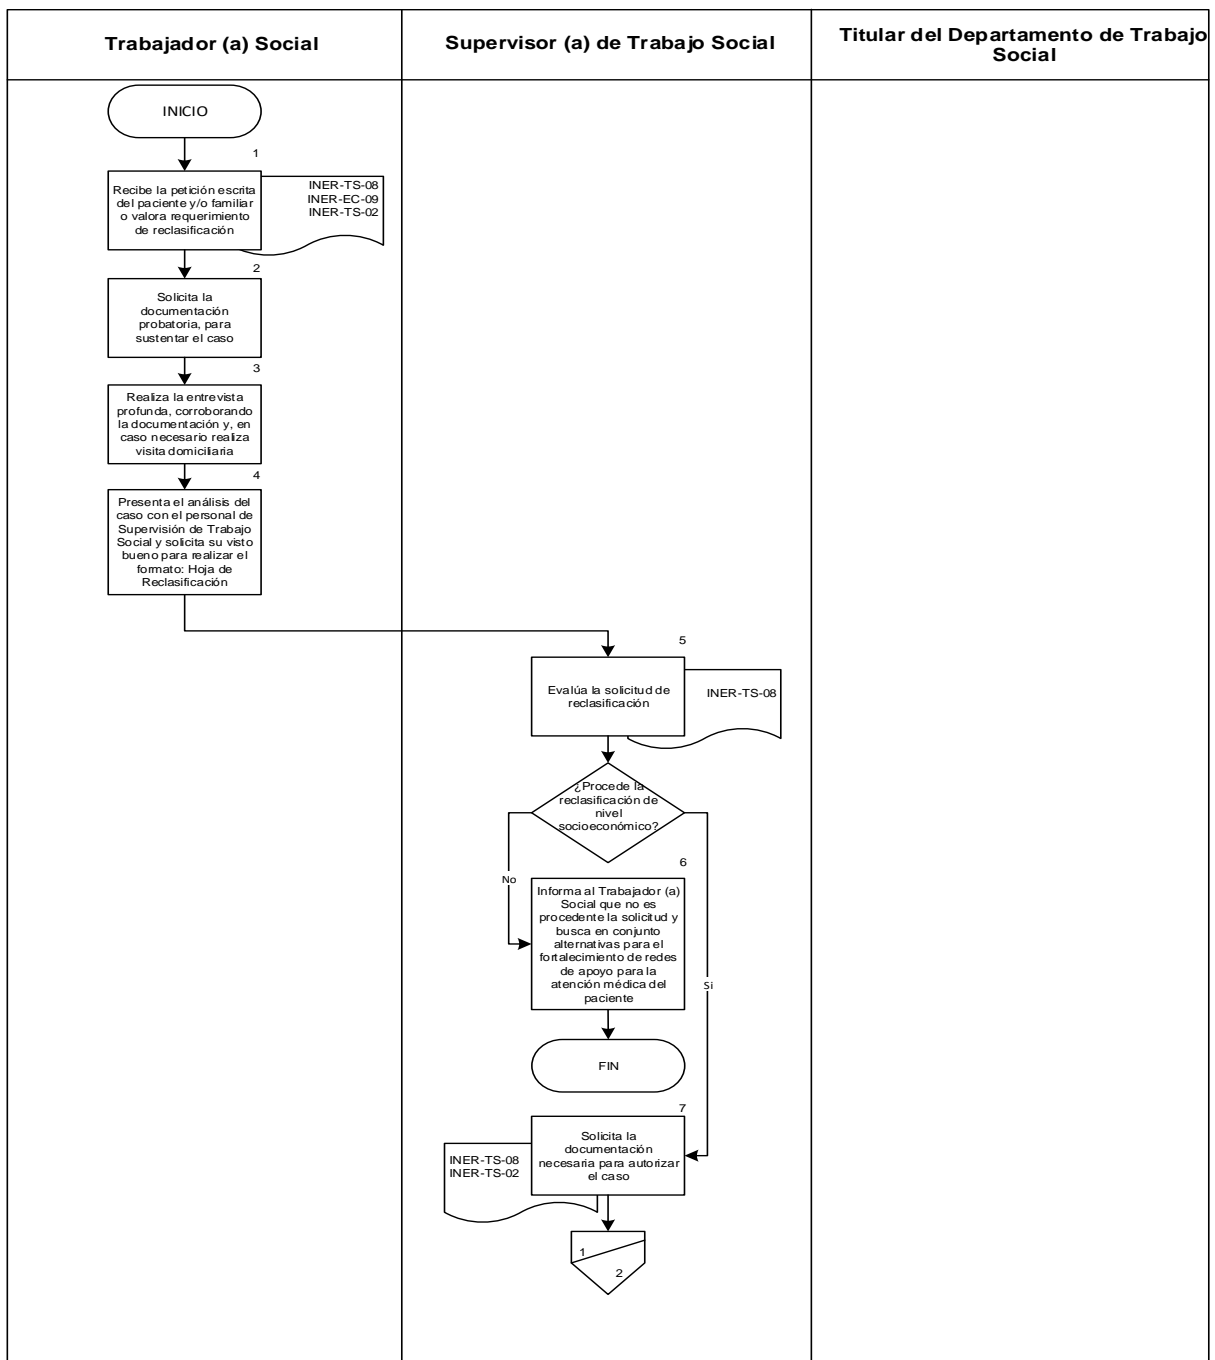 Trabajador (a) Social
Supervisor (a) de Trabajo Social
Titular del Departamento de Trabajo
Social
INICIO
1
Recibe la petición escrita
del paciente y/o familiar
o valora requerimiento
de reclasificación
INER-TS-08
INER-EC-09
INER-TS-02
2
Solicita la
documentación
probatoria, para
sustentar el caso
3
Realiza la entrevista
profunda, corroborando
la documentación y, en
caso necesario realiza
visita domiciliaria
4
Presenta el análisis del
caso con el personal de
Supervisión de Trabajo
Social y solicita su visto
bueno para realizar el
formato: Hoja de
Reclasificación
5
Evalúa la solicitud de
reclasificación
INER-TS-08
¿Procede la
reclasificación de
nivel
socioeconómico?
No
Si
6
Informa al Trabajador (a)
Social que no es
procedente la solicitud y
busca en conjunto
alternativas para el
fortalecimiento de redes
de apoyo para la
atención médica del
paciente
FIN
7
Solicita la
documentación
necesaria para autorizar
el caso
INER-TS-08
INER-TS-02
1
2